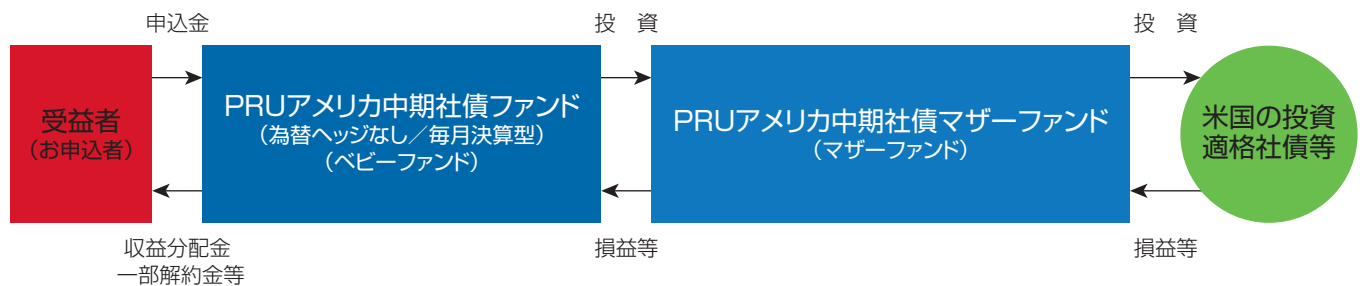 申込金
投　資
投　資
受益者
（お申込者）
PRUアメリカ中期社債ファンド
（為替ヘッジなし／毎月決算型）
（ベビーファンド）
PRUアメリカ中期社債マザーファンド
（マザーファンド）
米国の投資
適格社債等
収益分配金
一部解約金等
損益等
損益等